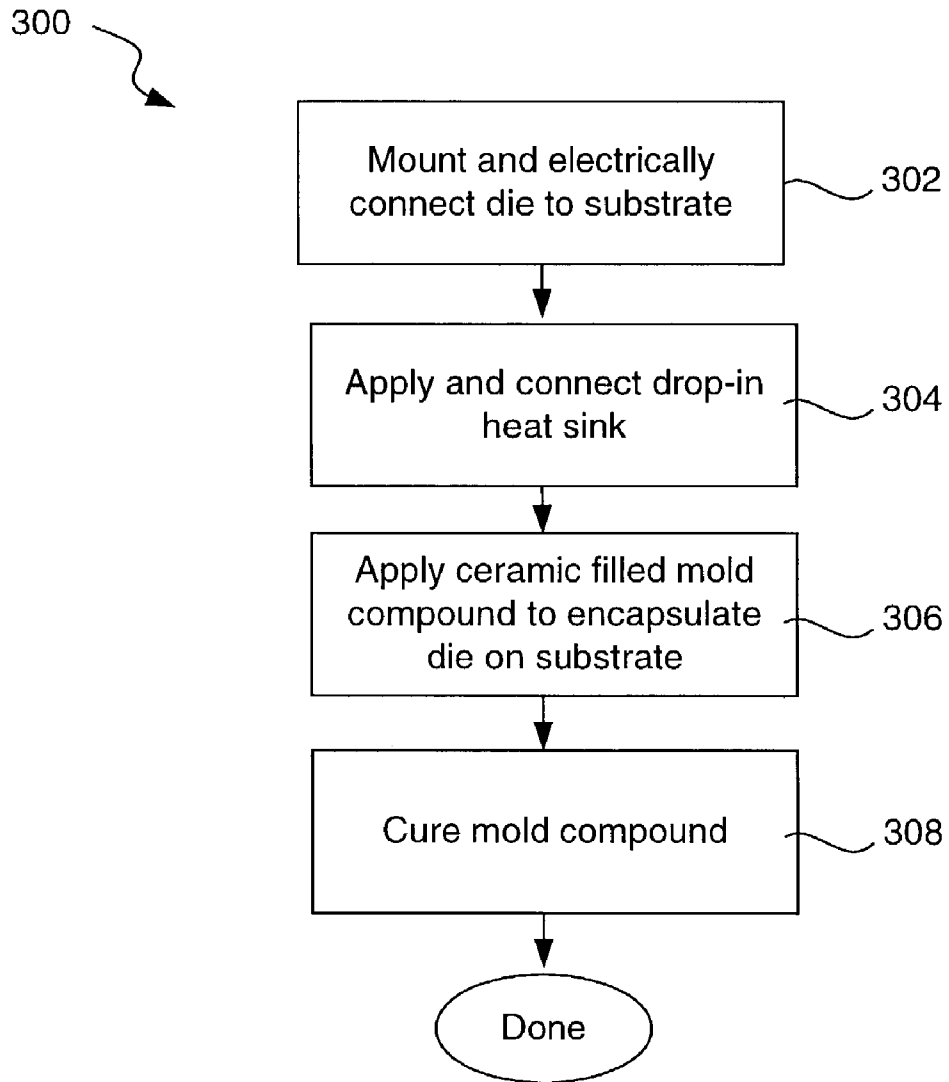 300
Mount and electrically
connect die to substrate
302
Apply and connect drop-in
heat sink
304
Apply ceramic filled mold
compound to encapsulate
die on substrate
306
Cure mold compound
308
Done